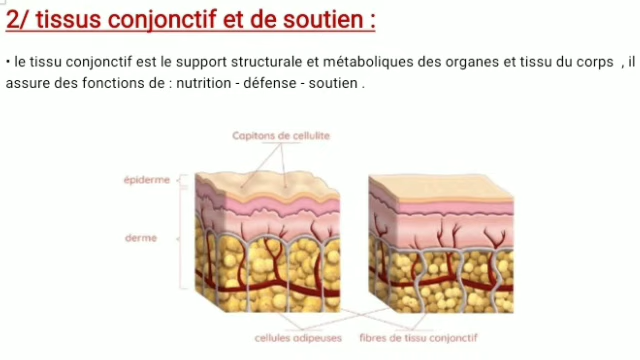 2/ tissus conjonctif et de soutien :
• le tissu conjonctif est le support structurale et métaboliques des organes et tissu du corps , il
assure des fonctions de : nutrition - défense - soutien .
Capitons de cellulite
épiderme
derme
cellules adipeuses fibres de tissu conjonctif